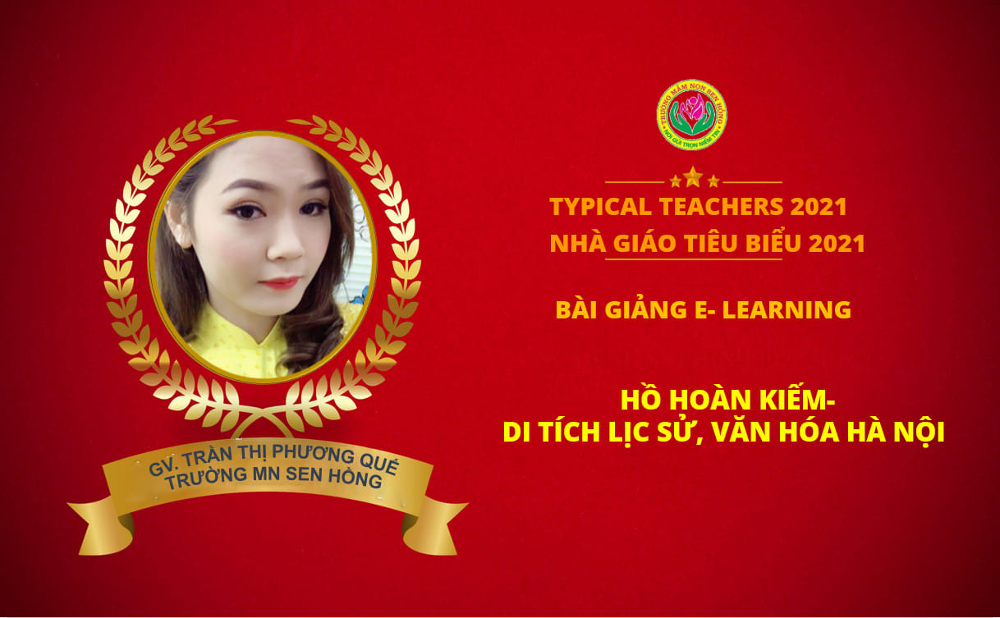 TRƯỜNG MẦM NON SEN HỒNG
NƠI GỬI TRỌN NIỀM TIN
TYPICAL TEACHERS 2021
NHÀ GIÁO TIÊU BIỂU 2021
BÀI GIẢNG E- LEARNING
HỒ HOÀN KIẾM-
DI TÍCH LỊC SỬ, VĂN HÓA HÀ NỘI
GV. TRẦN THỊ PHƯƠNG QUÉ
TRƯỜNG MN SEN HỒNG